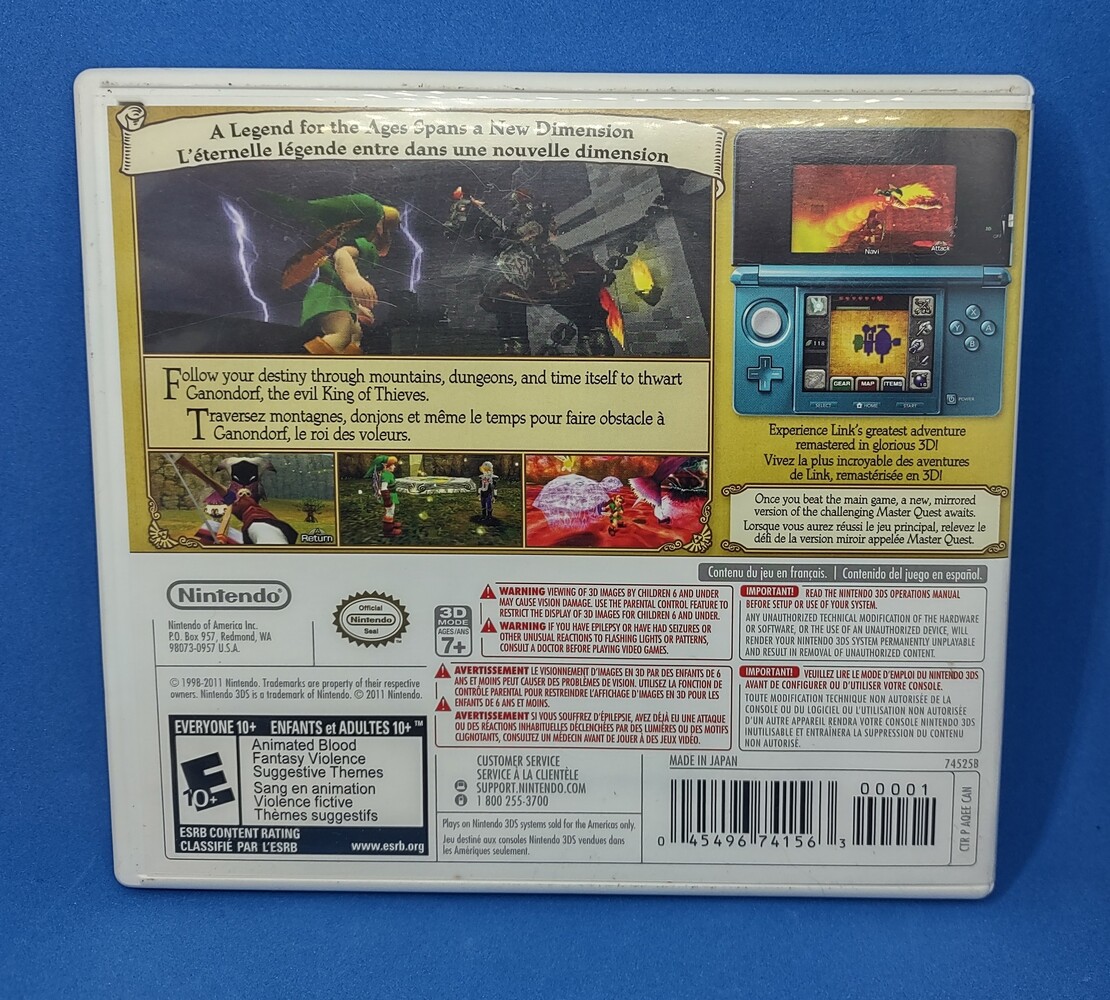 A Legend for the Ages Spans a New Dimension
L'éternelle légende entre dans une nouvelle dimension
Navi
Attack
118
GEAR
MAP
ITEMS
X
Y
A
B
SELECT
HOME
START
POWER
Follow your destiny through mountains, dungeons, and time itself to thwart
Ganondorf, the evil King of Thieves.
Traversez montagnes, donjons et même le temps pour faire obstacle à
Ganondorf, le roi des voleurs.
Return
Experience Link's greatest adventure
remastered in glorious 3D!
Vivez la plus incroyable des aventures
de Link, remastérisée en 3D!
Once you beat the main game, a new, mirrored
version of the challenging Master Quest awaits.
Lorsque vous aurez réussi le jeu principal, relevez le
défi de la version miroir appelée Master Quest.
Contenu du jeu en français. | Contenido del juego en español.
Nintendo®
Nintendo of America Inc.
P.O. Box 957, Redmond, WA
98073-0957 U.S.A.
Official
Nintendo
Seal
3D
MODE
AGES/ANS
7+
WARNING VIEWING OF 3D IMAGES BY CHILDREN 6 AND UNDER
MAY CAUSE VISION DAMAGE. USE THE PARENTAL CONTROL FEATURE TO
RESTRICT THE DISPLAY OF 3D IMAGES FOR CHILDREN 6 AND UNDER.
WARNING IF YOU HAVE EPILEPSY OR HAVE HAD SEIZURES OR
OTHER UNUSUAL REACTIONS TO FLASHING LIGHTS OR PATTERNS,
CONSULT A DOCTOR BEFORE PLAYING VIDEO GAMES.
IMPORTANT! READ THE NINTENDO 3DS OPERATIONS MANUAL
BEFORE SETUP OR USE OF YOUR SYSTEM.
ANY UNAUTHORIZED TECHNICAL MODIFICATION OF THE HARDWARE
OR SOFTWARE, OR THE USE OF AN UNAUTHORIZED DEVICE, WILL
RENDER YOUR NINTENDO 3DS SYSTEM PERMANENTLY UNPLAYABLE
AND RESULT IN REMOVAL OF UNAUTHORIZED CONTENT.
© 1998-2011 Nintendo. Trademarks are property of their respective
owners. Nintendo 3DS is a trademark of Nintendo. © 2011 Nintendo.
AVERTISSEMENT LE VISIONNEMENT D'IMAGES EN 3D PAR DES ENFANTS DE 6
ANS ET MOINS PEUT CAUSER DES PROBLÈMES DE VISION. UTILISEZ LA FONCTION DE
CONTRÔLE PARENTAL POUR RESTREINDRE L'AFFICHAGE D'IMAGES EN 3D POUR LES
ENFANTS DE 6 ANS ET MOINS.
AVERTISSEMENT SI VOUS SOUFFREZ D'ÉPILEPSIE, AVEZ DÉJÀ EU UNE ATTAQUE
OU DES RÉACTIONS INHABITUELLES DÉCLENCHÉES PAR DES LUMIÈRES OU DES MOTIFS
CLIGNOTANTS, CONSULTEZ UN MÉDECIN AVANT DE JOUER À DES JEUX VIDÉO.
IMPORTANT! VEUILLEZ LIRE LE MODE D'EMPLOI DU NINTENDO 3DS
AVANT DE CONFIGURER OU D'UTILISER VOTRE CONSOLE.
TOUTE MODIFICATION TECHNIQUE NON AUTORISÉE DE LA
CONSOLE OU DU LOGICIEL OU L'UTILISATION NON AUTORISÉE
D'UN AUTRE APPAREIL RENDRA VOTRE CONSOLE NINTENDO 3DS
INUTILISABLE ET ENTRAÎNERA LA SUPPRESSION DU CONTENU
NON AUTORISÉ.
EVERYONE 10+ ENFANTS et ADULTES 10+ ™
E
10+
Animated Blood
Fantasy Violence
Suggestive Themes
Sang en animation
Violence fictive
Thèmes suggestifs
ESRB CONTENT RATING
CLASSIFIÉ PAR L'ESRB www.esrb.org
CUSTOMER SERVICE
SERVICE À LA CLIENTÈLE
SUPPORT.NINTENDO.COM
1 800 255-3700
Plays on Nintendo 3DS systems sold for the Americas only.
Jeu destiné aux consoles Nintendo 3DS vendues dans
les Amériques seulement.
MADE IN JAPAN
74525B
00001
0 45496 74156 3
CTR P AQEE CAN